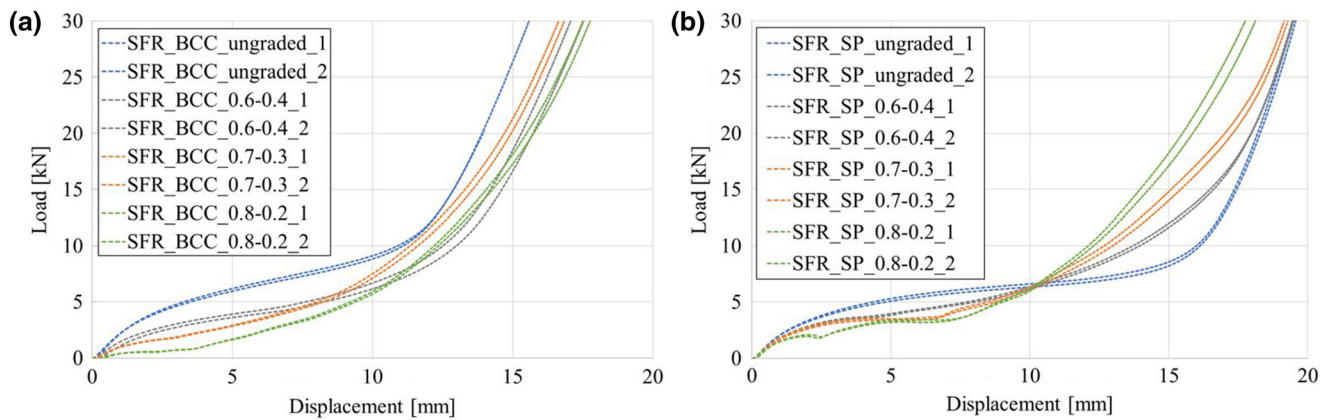 (a)
30
25
20
15
10
5
0
Load [kN]
SFR_BCC_ungraded_1
SFR_BCC_ungraded_2
SFR_BCC_0.6-0.4_1
SFR_BCC_0.6-0.4_2
SFR_BCC_0.7-0.3_1
SFR_BCC_0.7-0.3_2
SFR_BCC_0.8-0.2_1
SFR_BCC_0.8-0.2_2
0 5 10 15 20
Displacement [mm]
(b)
30
25
20
15
10
5
0
Load [kN]
SFR_SP_ungraded_1
SFR_SP_ungraded_2
SFR_SP_0.6-0.4_1
SFR_SP_0.6-0.4_2
SFR_SP_0.7-0.3_1
SFR_SP_0.7-0.3_2
SFR_SP_0.8-0.2_1
SFR_SP_0.8-0.2_2
0 5 10 15 20
Displacement [mm]